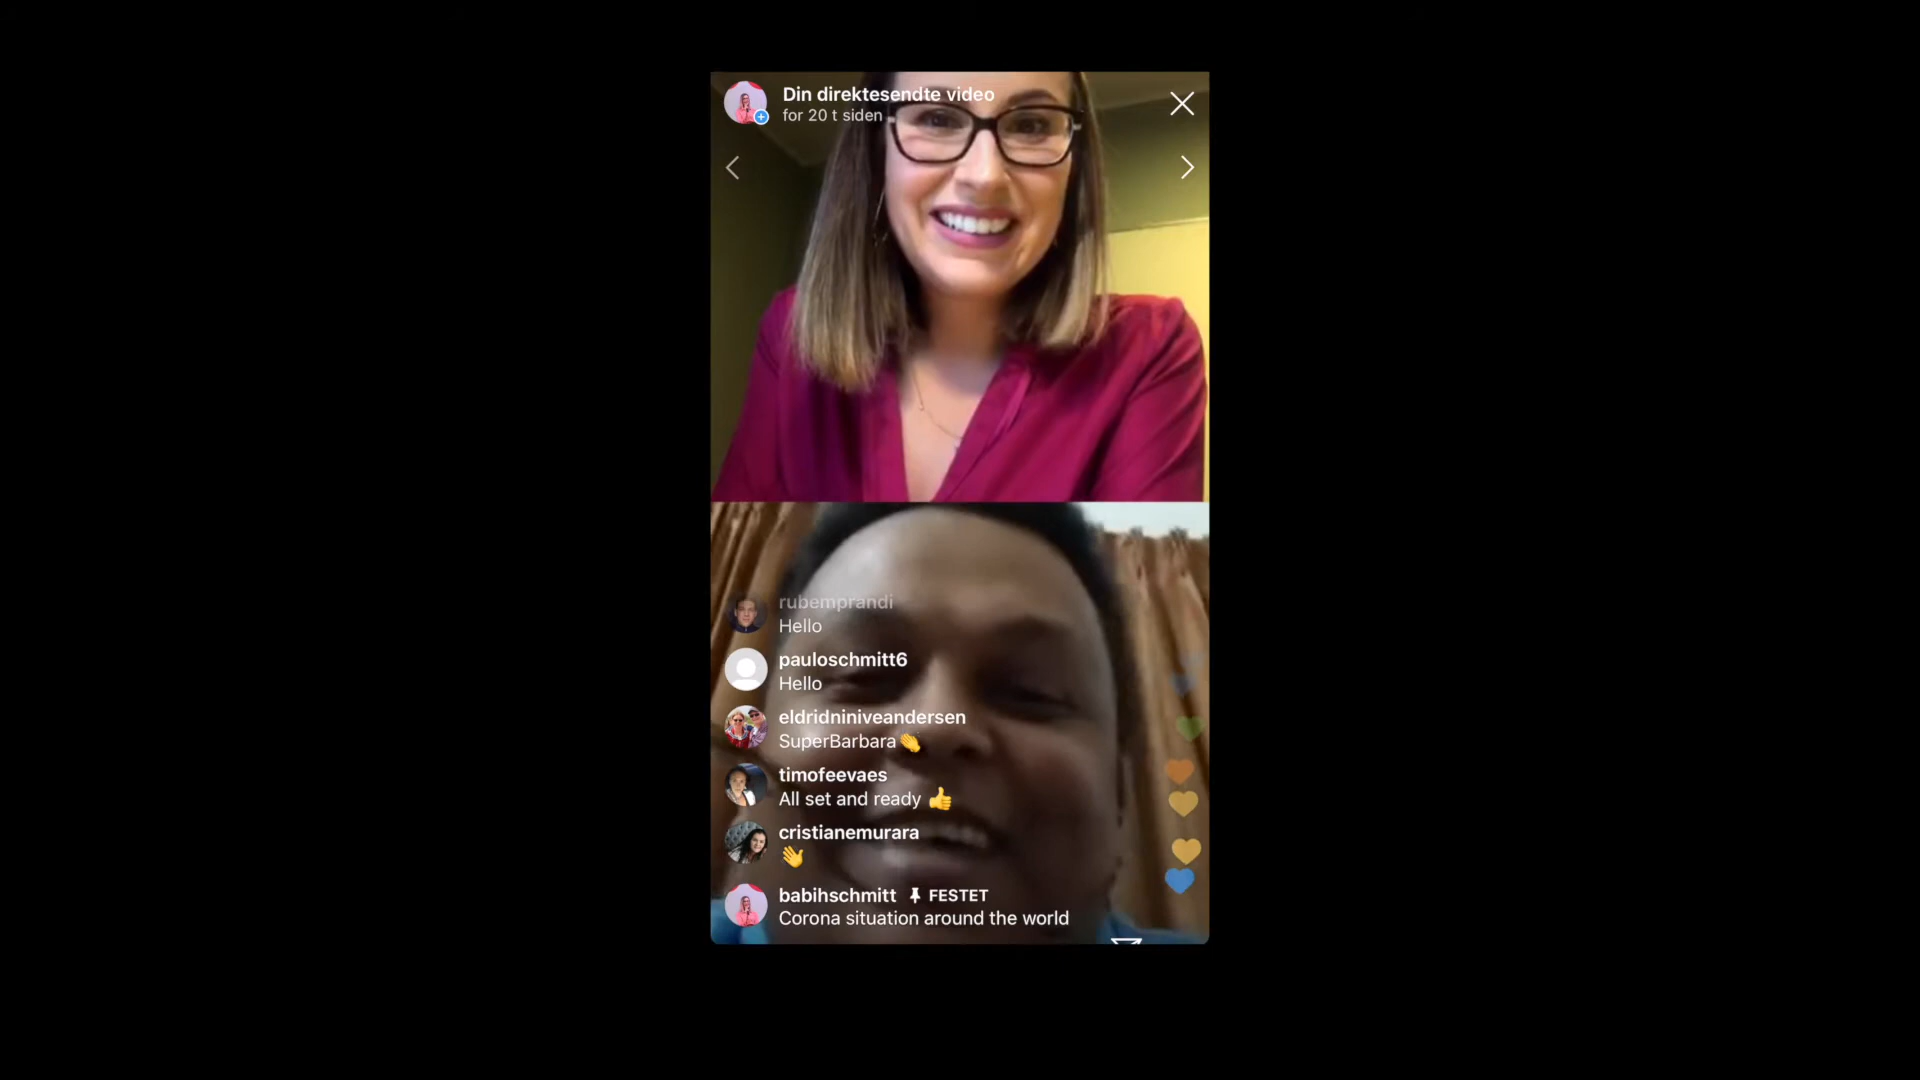 Din direktesendte video
for 20 t siden
rubemprandi
Hello
pauloschmitt6
Hello
eldridniniveandersen
SuperBarbara👏
timofeevaes
All set and ready 👍
cristianemurara
👋
babihschmitt FESTET
Corona situation around the world